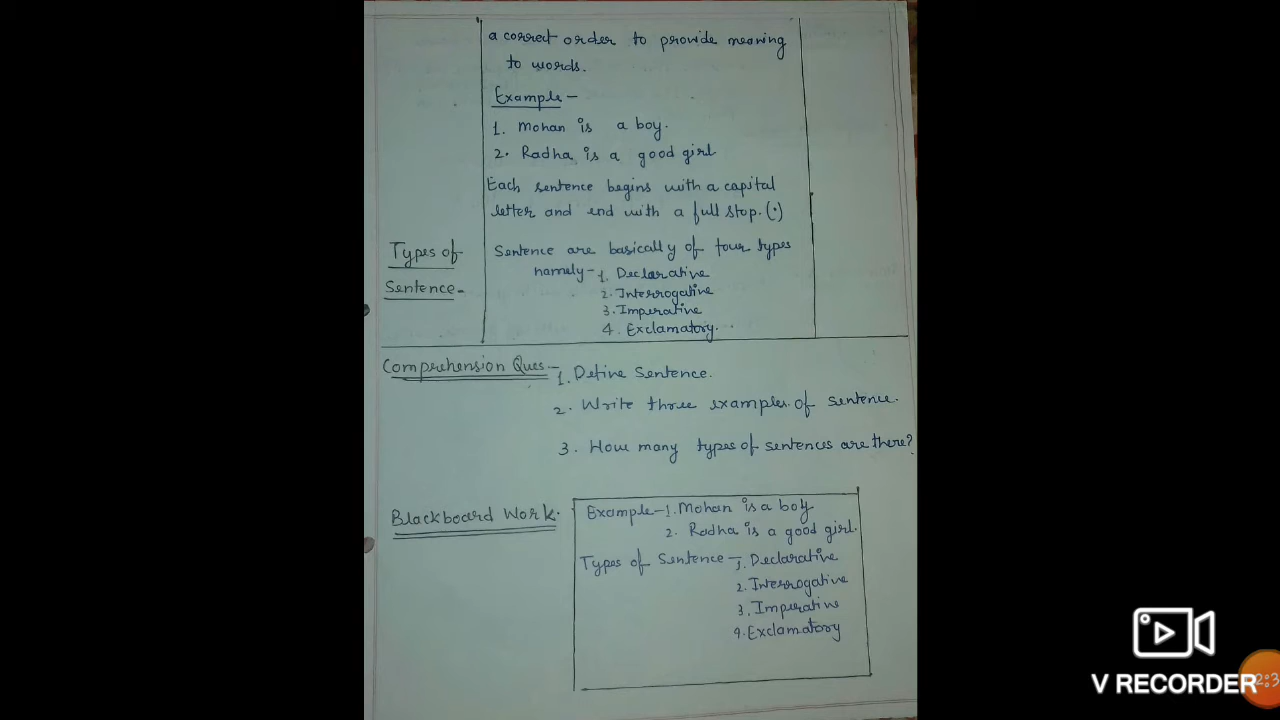 a correct order to provide meaning
to words.
Example-
1. Mohan is a boy.
2. Radha is a good girl
Each sentence begins with a capital
letter and end with a full stop. (.)
Types of
Sentence-
Sentence are basically of four types
namely- 1. Declarative
2. Interrogative
3. Imperative
4. Exclamatory.
Comprehension Ques.- 1. Define Sentence.
2. Write three examples of sentence.
3. How many types of sentences are there?
Blackboard Work.
Example- 1. Mohan is a boy
2. Radha is a good girl.
Types of Sentence- 1. Declarative
2. Interrogative
3. Imperative
4. Exclamatory
V RECORDER